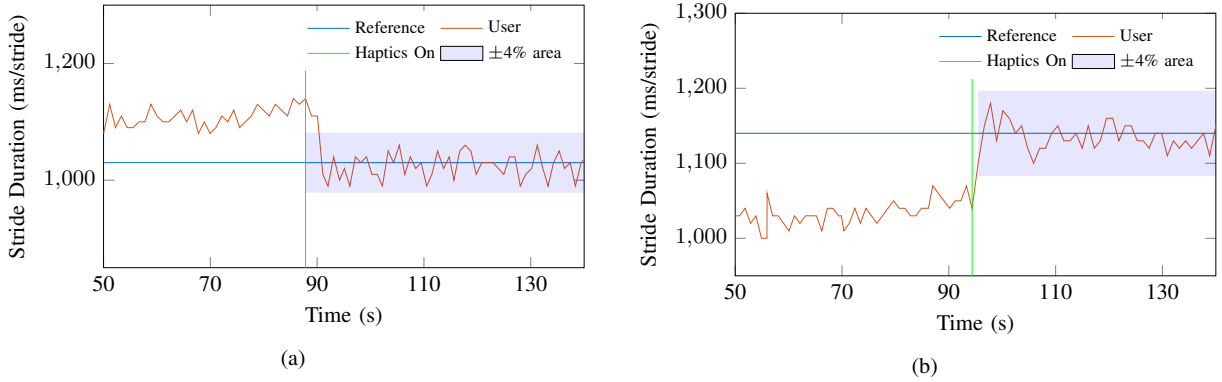 (a)
Reference User
Haptics On ±4% area
1,200
1,000
Stride Duration (ms/stride)
50 70 90 110 130
Time (s)
(a)
(b)
Reference User
Haptics On ±4% area
1,300
1,200
1,100
1,000
Stride Duration (ms/stride)
50 70 90 110 130
Time (s)
(b)